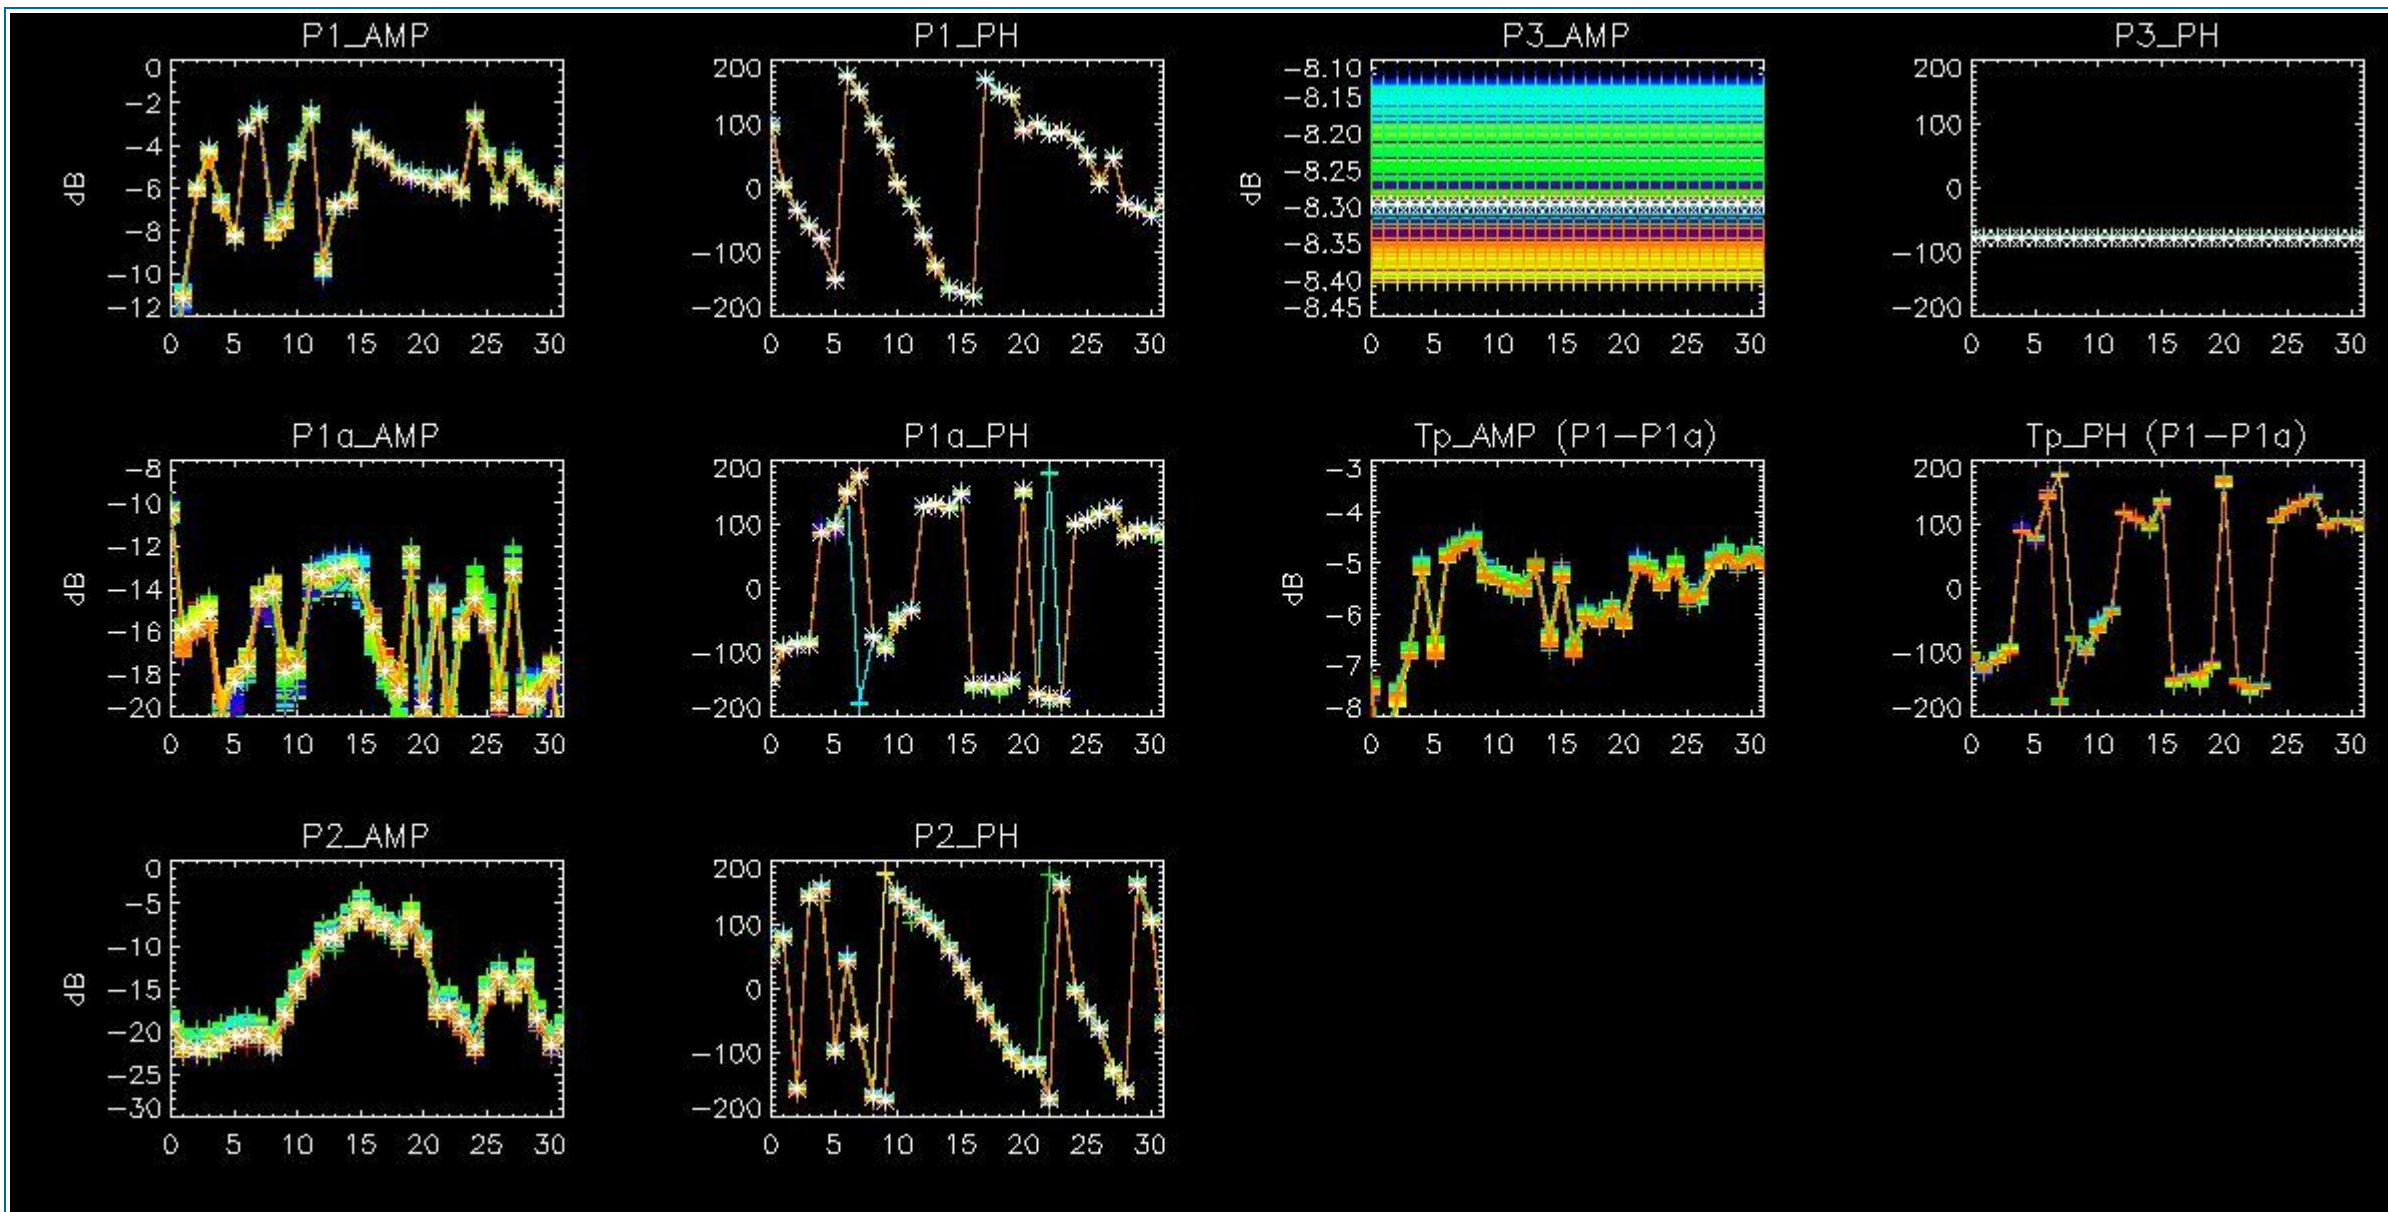 P1_AMP
0
−2
−4
−6
−8
−10
−12
dB
0 5 10 15 20 25 30
P1_PH
200
100
0
−100
−200
0 5 10 15 20 25 30
P3_AMP
−8.10
−8.15
−8.20
−8.25
−8.30
−8.35
−8.40
−8.45
dB
0 5 10 15 20 25 30
P3_PH
200
100
0
−100
−200
0 5 10 15 20 25 30
P1a_AMP
−8
−10
−12
−14
−16
−18
−20
dB
0 5 10 15 20 25 30
P1a_PH
200
100
0
−100
−200
0 5 10 15 20 25 30
Tp_AMP (P1−P1a)
−3
−4
−5
−6
−7
−8
dB
0 5 10 15 20 25 30
Tp_PH (P1−P1a)
200
100
0
−100
−200
0 5 10 15 20 25 30
P2_AMP
0
−5
−10
−15
−20
−25
−30
dB
0 5 10 15 20 25 30
P2_PH
200
100
0
−100
−200
0 5 10 15 20 25 30